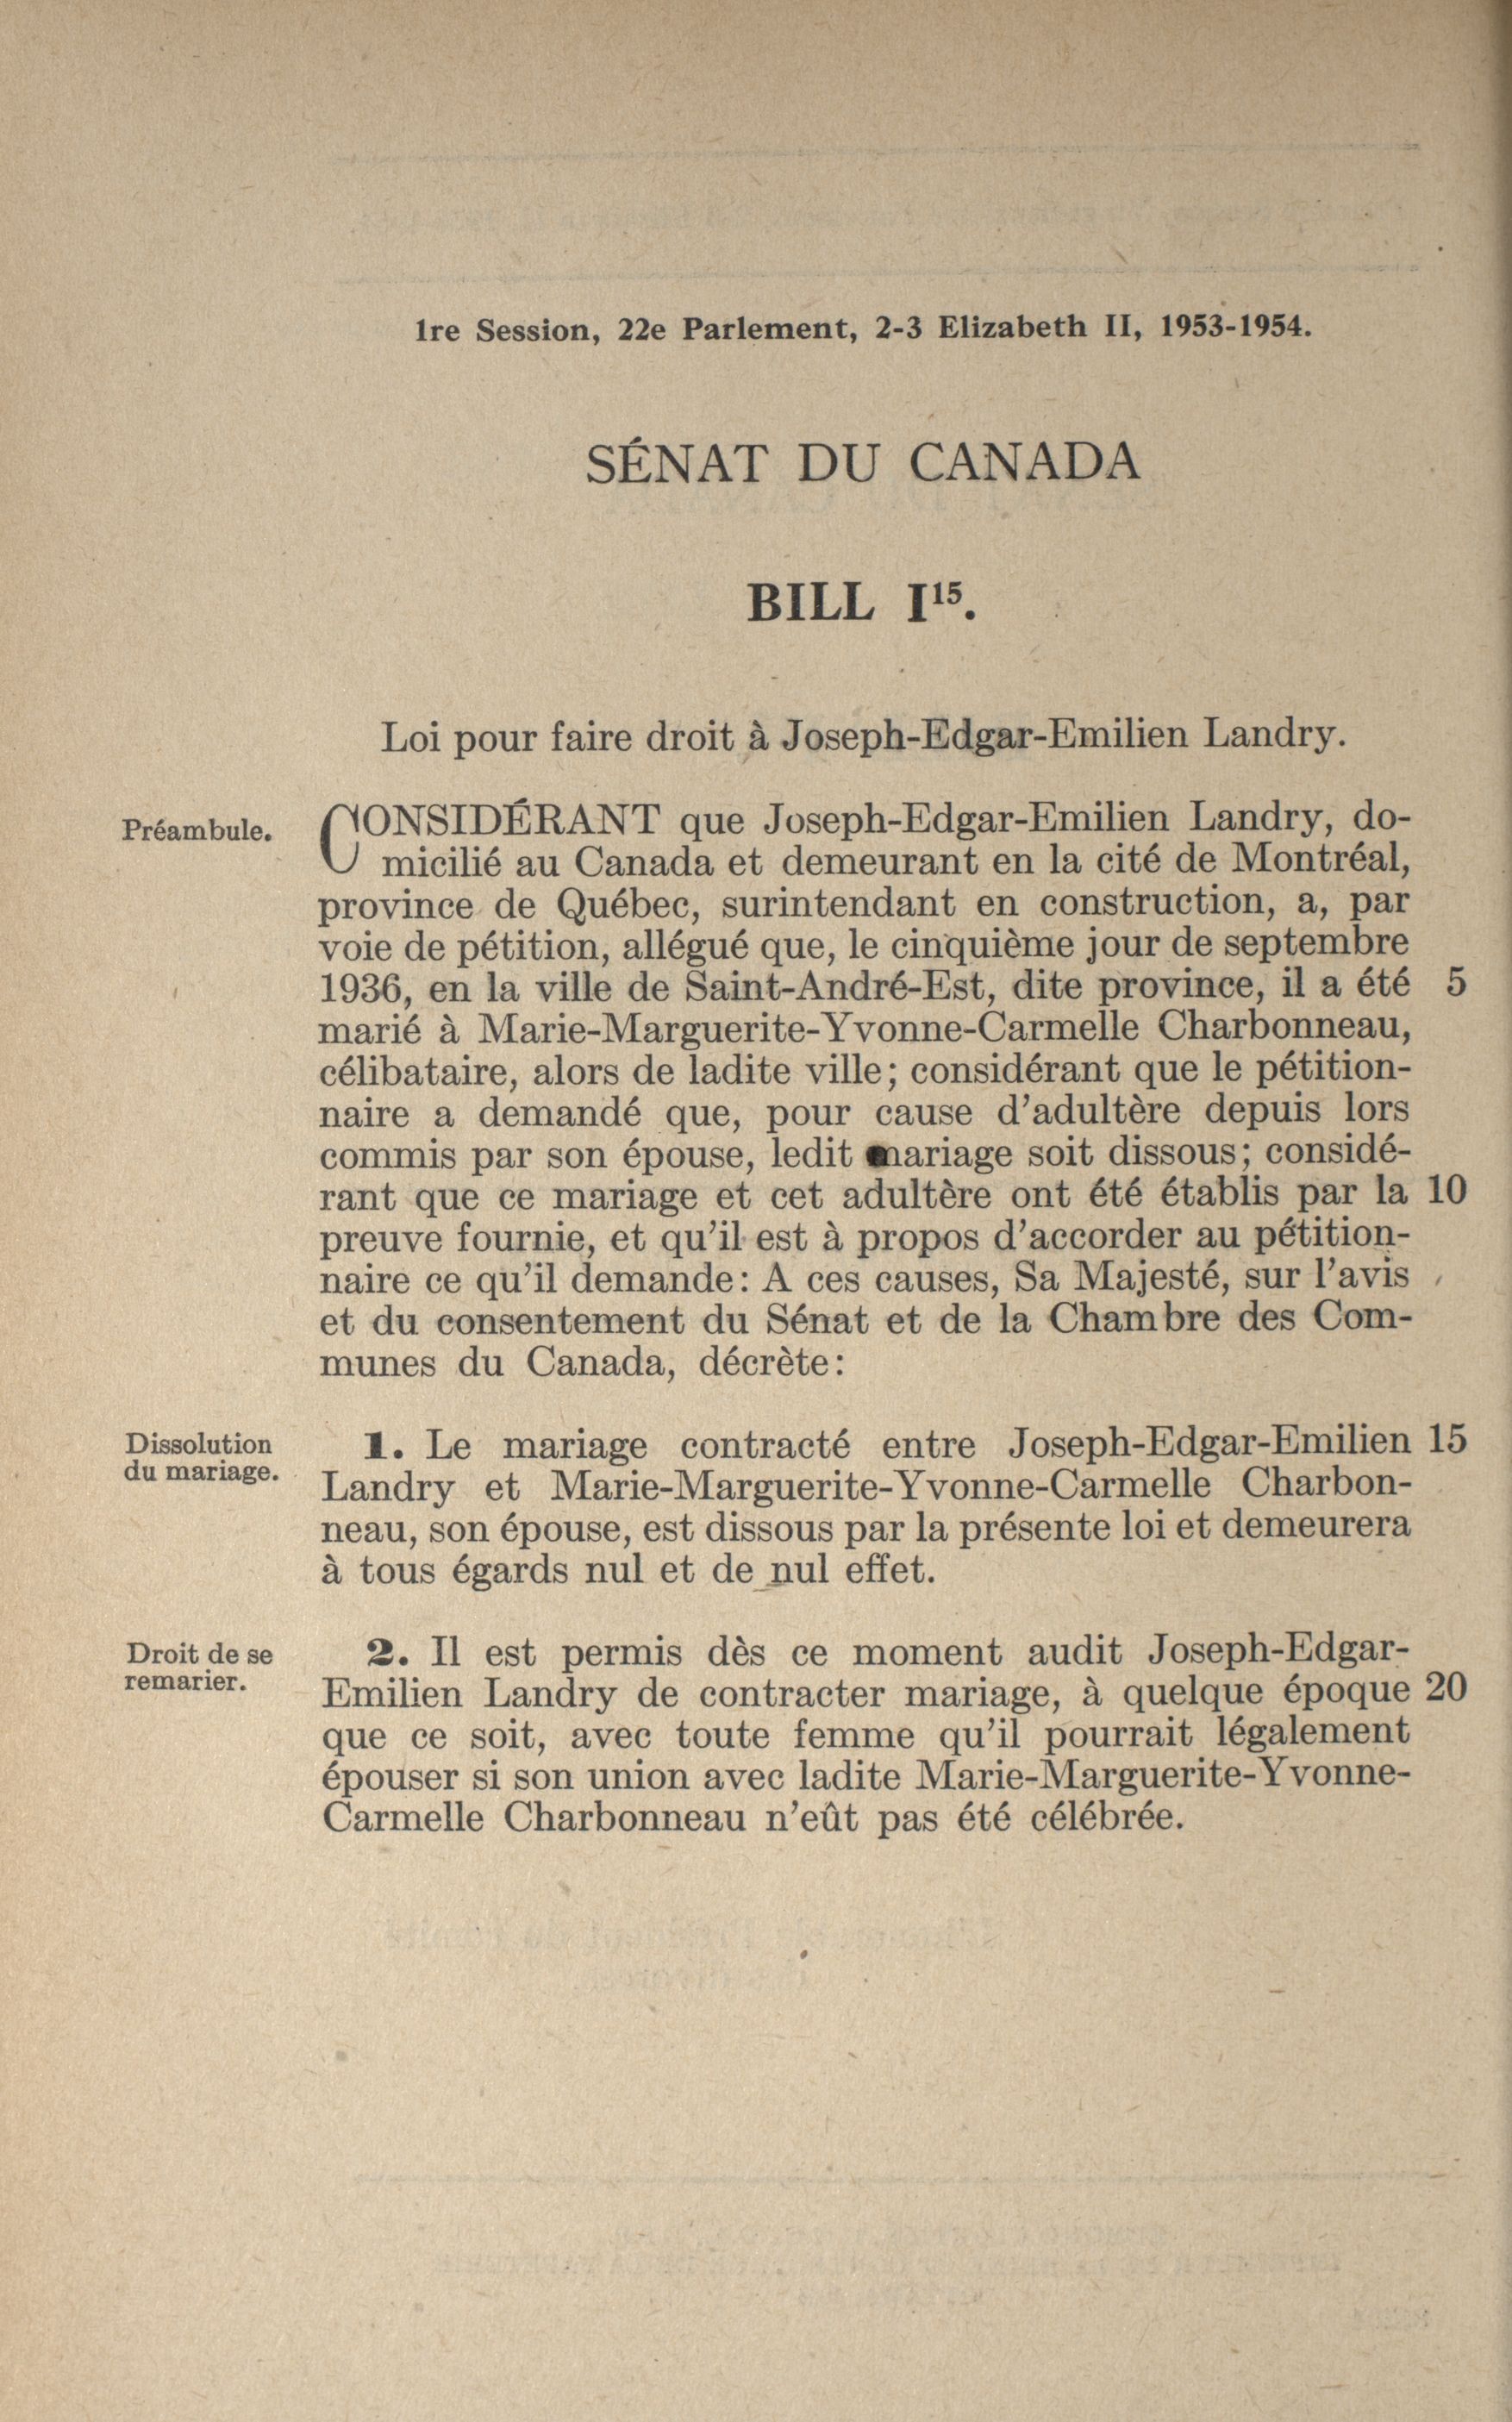 1re Session, 22e Parlement, 2-3 Elizabeth II, 1953-1954.
SÉNAT DU CANADA
BILL I¹⁵.
Loi pour faire droit à Joseph-Edgar-Emilien Landry.
Préambule.
CONSIDÉRANT que Joseph-Edgar-Emilien Landry, do-
micilié au Canada et demeurant en la cité de Montréal,
province de Québec, surintendant en construction, a, par
voie de pétition, allégué que, le cinquième jour de septembre
1936, en la ville de Saint-André-Est, dite province, il a été 5
marié à Marie-Marguerite-Yvonne-Carmelle Charbonneau,
célibataire, alors de ladite ville; considérant que le pétition-
naire a demandé que, pour cause d'adultère depuis lors
commis par son épouse, ledit mariage soit dissous; considé-
rant que ce mariage et cet adultère ont été établis par la 10
preuve fournie, et qu'il est à propos d'accorder au pétition-
naire ce qu'il demande: A ces causes, Sa Majesté, sur l'avis
et du consentement du Sénat et de la Chambre des Com-
munes du Canada, décrète:
Dissolution
du mariage.
1. Le mariage contracté entre Joseph-Edgar-Emilien 15
Landry et Marie-Marguerite-Yvonne-Carmelle Charbon-
neau, son épouse, est dissous par la présente loi et demeurera
à tous égards nul et de nul effet.
Droit de se
remarier.
2. Il est permis dès ce moment audit Joseph-Edgar-
Emilien Landry de contracter mariage, à quelque époque 20
que ce soit, avec toute femme qu'il pourrait légalement
épouser si son union avec ladite Marie-Marguerite-Yvonne-
Carmelle Charbonneau n'eût pas été célébrée.